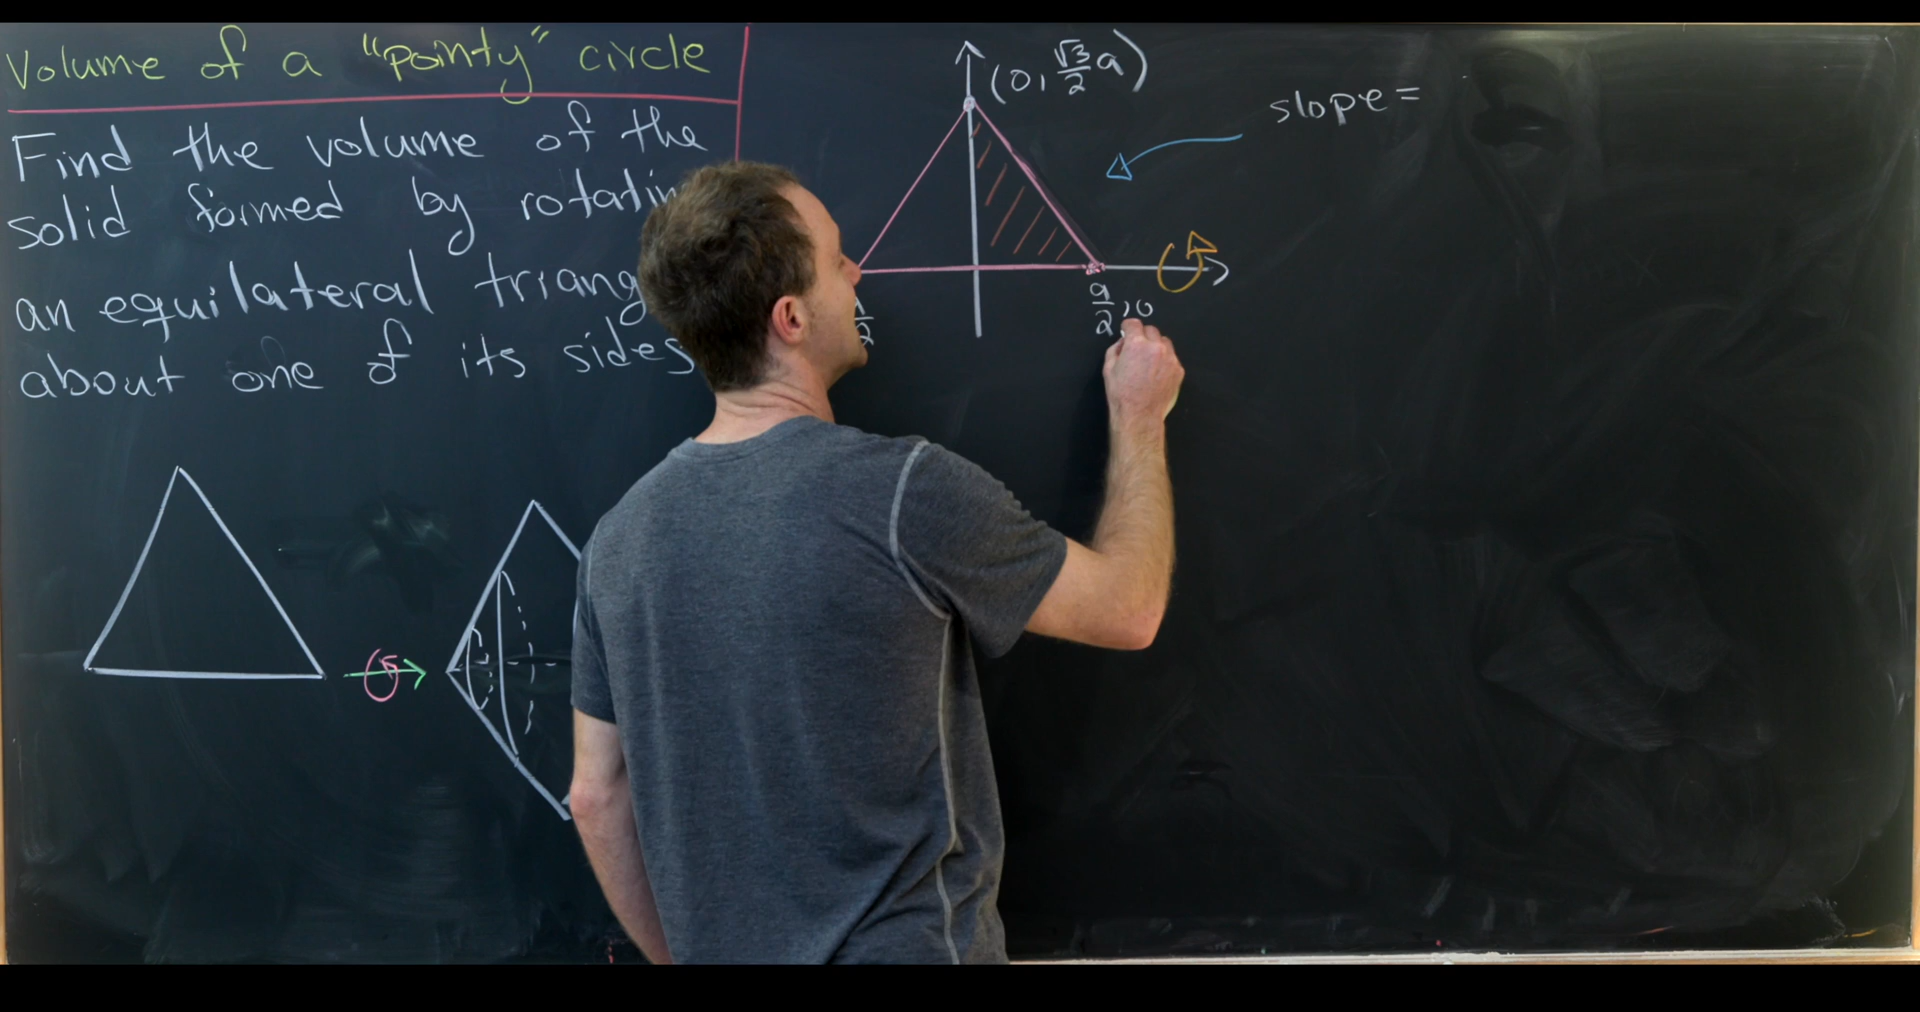 Volume of a "pointy" circle
Find the volume of the
solid formed by
an equilateral
about one of its sides
(0, √3/2 a)
slope =
a/2, 0